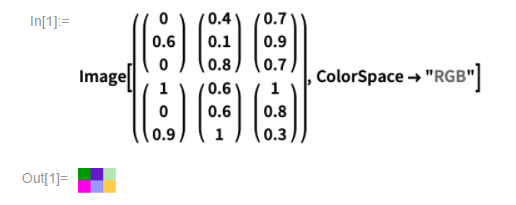 In[1]:=
0 0.4 0.7
0.6 0.1 0.9
0 0.8 0.7
Image[ , ColorSpace → "RGB"]
1 0.6 1
0 0.6 0.8
0.9 1 0.3
Out[1]=